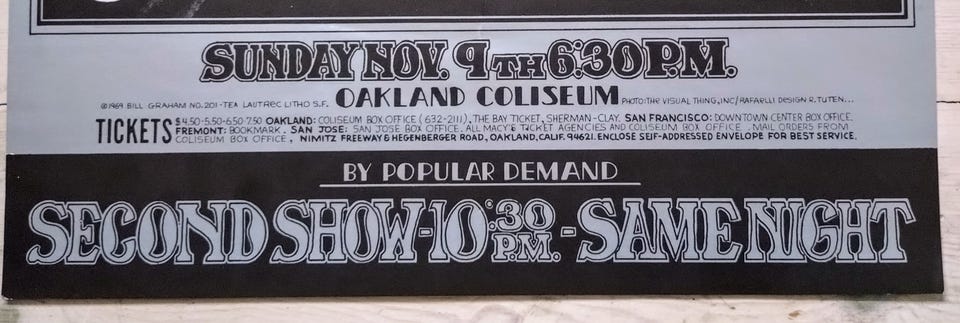 SUNDAY NOV. 9TH 6:30 P.M.
©1969 BILL GRAHAM NO. 201 - TEA LAUTREC LITHO S.F. OAKLAND COLISEUM PHOTO: THE VISUAL THING, INC/RAFARELLI DESIGN R. TUTEN...
TICKETS $4.50-5.50-6.50 7.50 OAKLAND: COLISEUM BOX OFFICE (632-2111), THE BAY TICKET, SHERMAN-CLAY. SAN FRANCISCO: DOWNTOWN CENTER BOX OFFICE.
FREMONT: BOOKMARK. SAN JOSE: SAN JOSE BOX OFFICE. ALL MACY'S TICKET AGENCIES AND COLISEUM BOX OFFICE. MAIL ORDERS FROM
COLISEUM BOX OFFICE, NIMITZ FREEWAY & HEGENBERGER ROAD, OAKLAND, CALIF. 94621. ENCLOSE SELF-ADDRESSED ENVELOPE FOR BEST SERVICE.
BY POPULAR DEMAND
SECOND SHOW-10:30 P.M.-SAME NIGHT